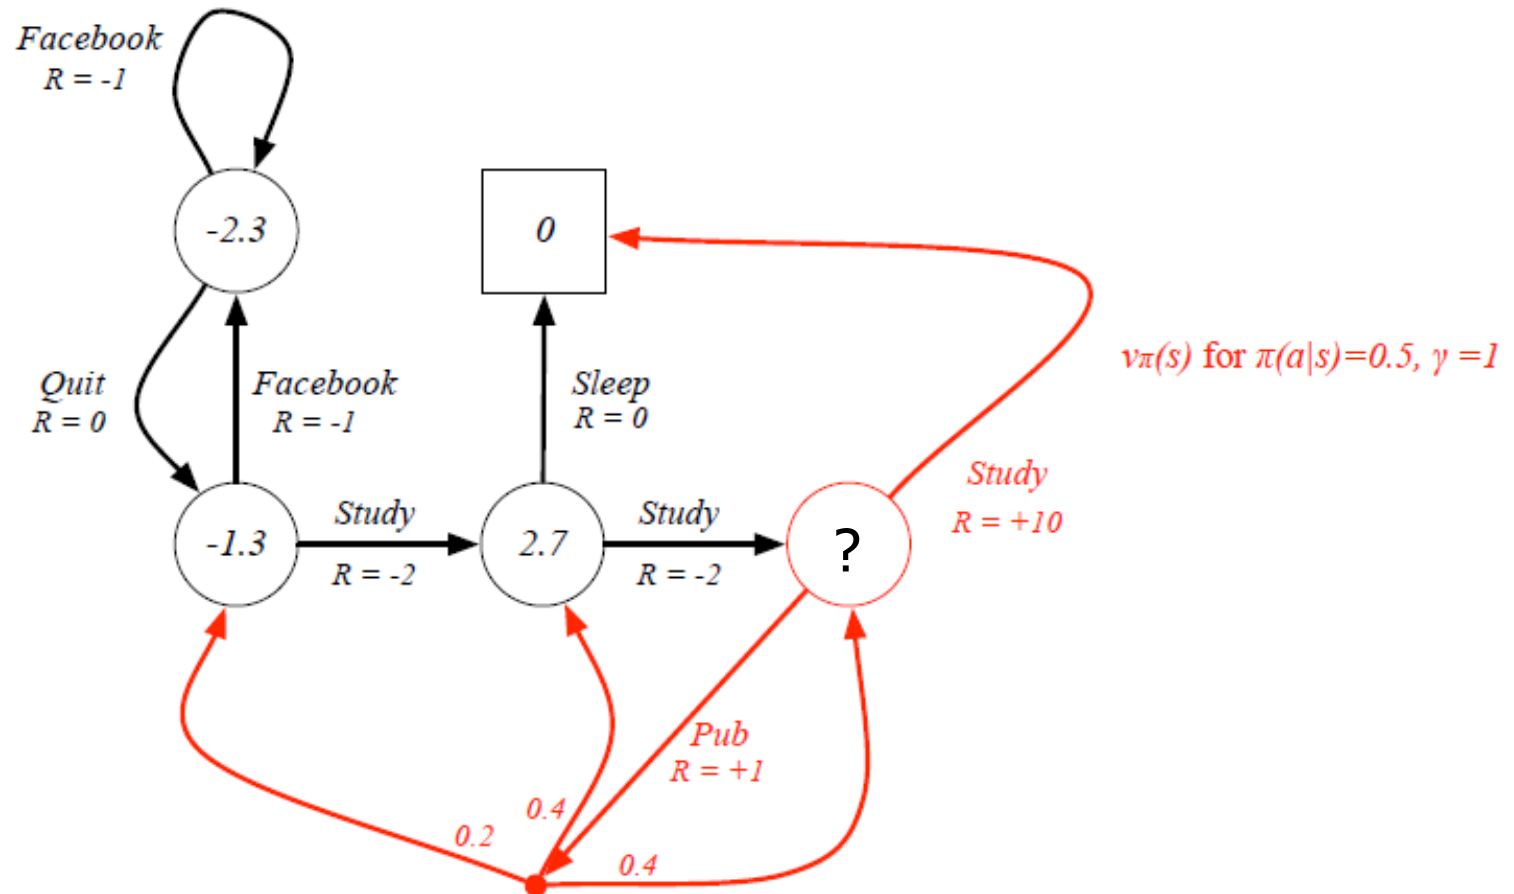 Facebook
R = -1
-2.3
0
vπ(s) for π(a|s)=0.5, γ =1
Quit
R = 0
Facebook
R = -1
Sleep
R = 0
Study
R = +10
-1.3
Study
R = -2
2.7
Study
R = -2
?
Pub
R = +1
0.4
0.2
0.4